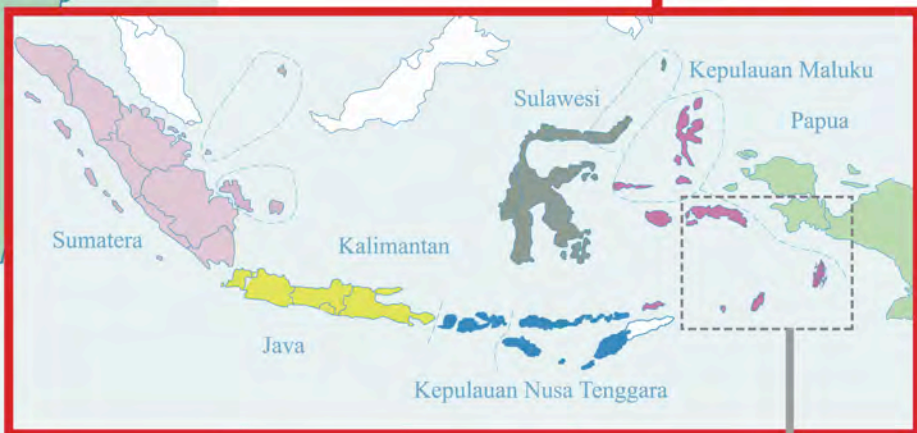 Kepulauan Maluku
Sulawesi
Papua
Sumatera
Kalimantan
Java
Kepulauan Nusa Tenggara